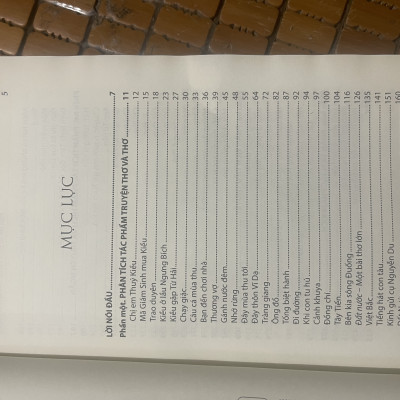 5
MỤC LỤC
LỜI NÓI ĐẦU 7
Phần một. PHÂN TÍCH TÁC PHẨM TRUYỆN THƠ VÀ THƠ 11
Chị em Thuý Kiều 12
Mã Giám Sinh mua Kiều 15
Trao duyên 18
Kiều ở lầu Ngưng Bích 23
Kiều gặp Từ Hải 27
Chạy giặc 30
Câu cá mùa thu 33
Bạn đến chơi nhà 36
Thương vợ 39
Gánh nước đêm 45
Nhớ rừng 48
Đây mùa thu tới 55
Đây thôn Vĩ Dạ 64
Tràng giang 72
Ông đồ 82
Tống biệt hành 87
Đi đường 92
Khi con tu hú 94
Cảnh khuya 97
Đồng chí 100
Tây Tiến 104
Bên kia sông Đuống 116
Đất nước – Một bài thơ lớn 126
Việt Bắc 135
Tiếng hát con tàu 141
Kính gửi cụ Nguyễn Du 151
160